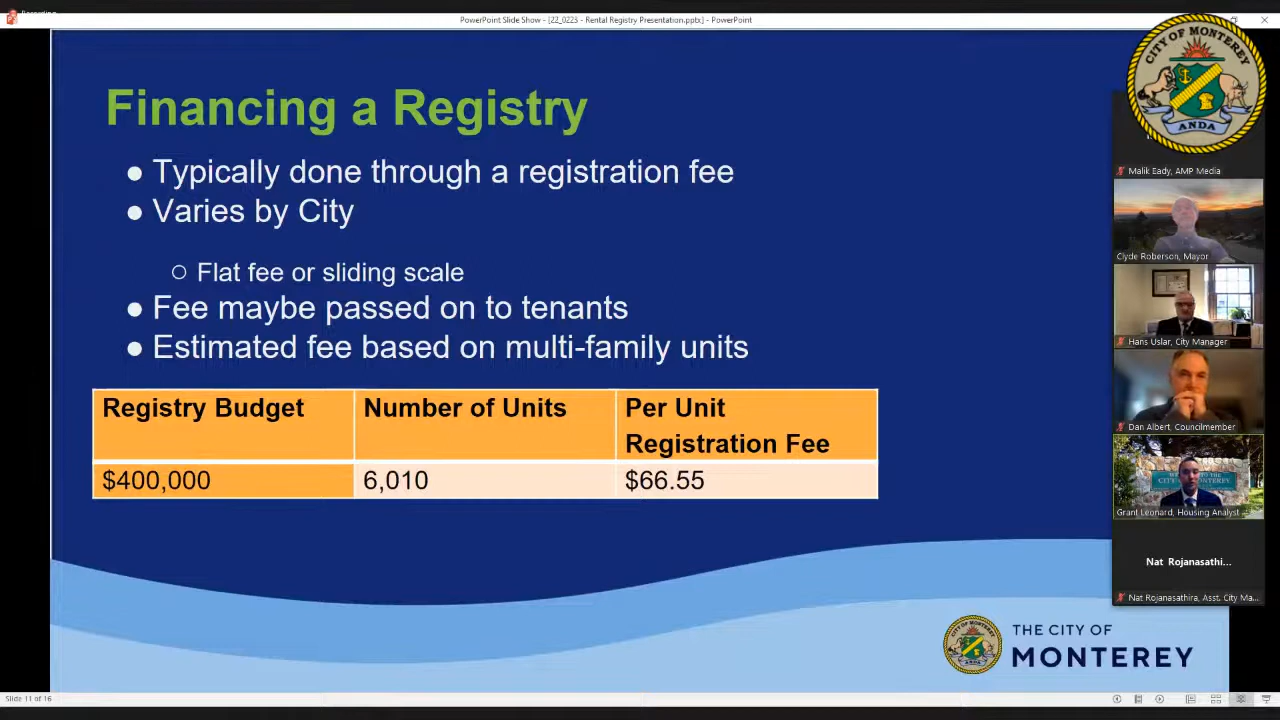 Recording
PowerPoint Slide Show - [22_0223 - Rental Registry Presentation.pptx] - PowerPoint
CITY OF MONTEREY
ANDA
Financing a Registry
● Typically done through a registration fee
● Varies by City
○ Flat fee or sliding scale
● Fee maybe passed on to tenants
● Estimated fee based on multi-family units
Registry Budget
Number of Units
Per Unit
Registration Fee
$400,000
6,010
$66.55
Malik Eady, AMP Media
Clyde Roberson, Mayor
Hans Uslar, City Manager
Dan Albert, Councilmember
Grant Leonard, Housing Analyst
Nat Rojanasathi...
Nat Rojanasathira, Asst. City Ma...
THE CITY OF
MONTEREY
Slide 11 of 16